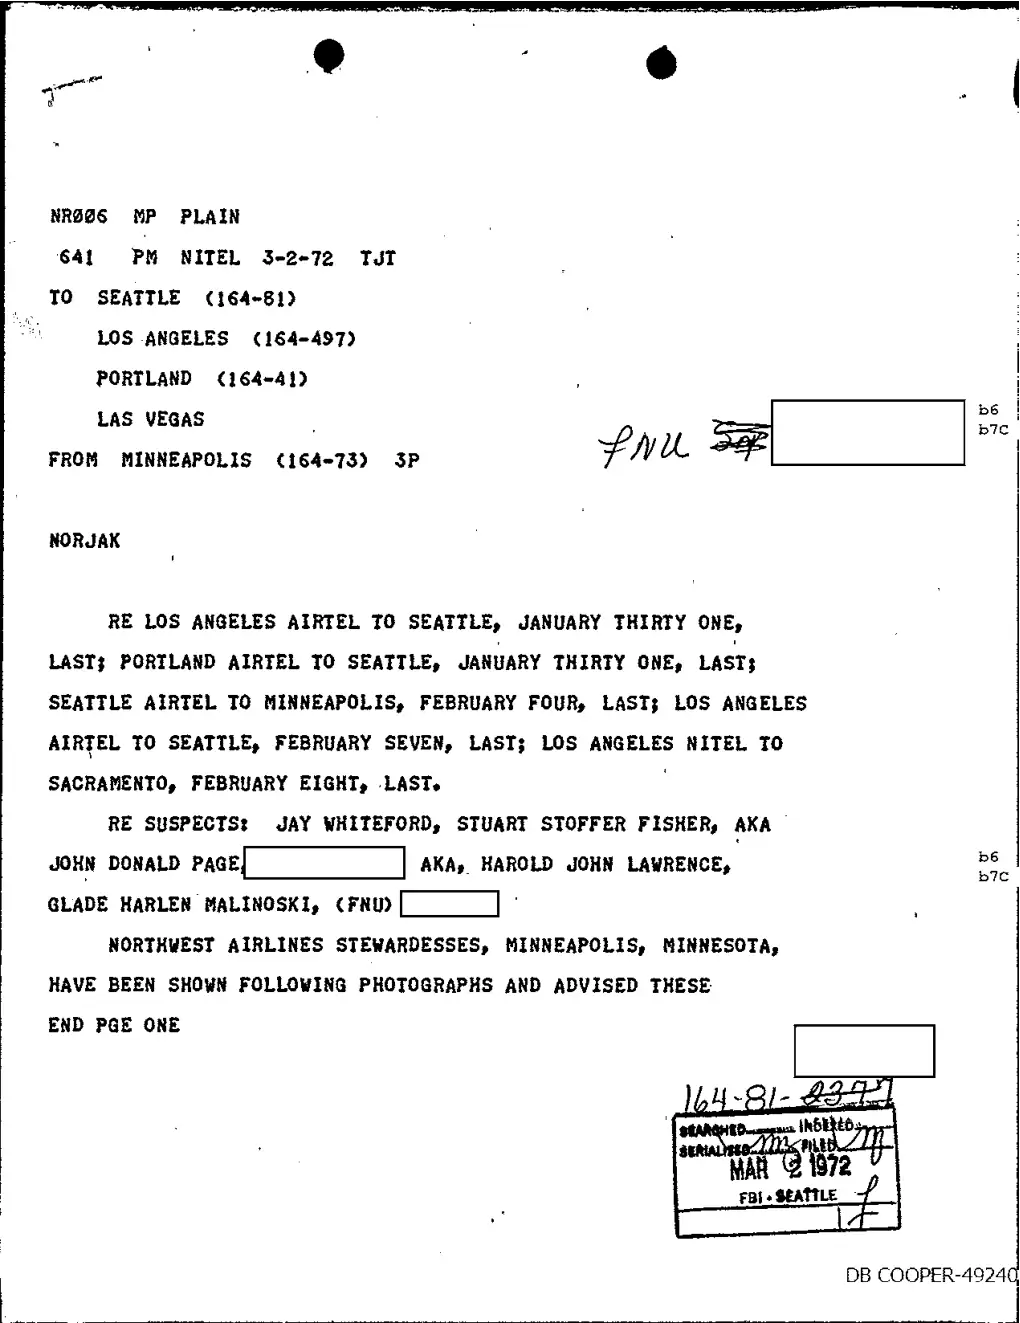 NR006 MP PLAIN
641 PM NITEL 3-2-72 TJT
TO SEATTLE (164-81)
LOS ANGELES (164-497)
PORTLAND (164-41)
LAS VEGAS
FROM MINNEAPOLIS (164-73) 3P
FNU
b6
b7C
NORJAK
RE LOS ANGELES AIRTEL TO SEATTLE, JANUARY THIRTY ONE,
LAST; PORTLAND AIRTEL TO SEATTLE, JANUARY THIRTY ONE, LAST;
SEATTLE AIRTEL TO MINNEAPOLIS, FEBRUARY FOUR, LAST; LOS ANGELES
AIRTEL TO SEATTLE, FEBRUARY SEVEN, LAST; LOS ANGELES NITEL TO
SACRAMENTO, FEBRUARY EIGHT, LAST.
RE SUSPECTS: JAY WHITEFORD, STUART STOFFER FISHER, AKA
JOHN DONALD PAGE, AKA, HAROLD JOHN LAWRENCE,
b6
b7C
GLADE HARLEN MALINOSKI, (FNU)
NORTHWEST AIRLINES STEWARDESSES, MINNEAPOLIS, MINNESOTA,
HAVE BEEN SHOWN FOLLOWING PHOTOGRAPHS AND ADVISED THESE
END PGE ONE
164-81-2377
SEARCHED INDEXED
SERIALIZED FILED
MAR 2 1972
FBI - SEATTLE
DB COOPER-49240